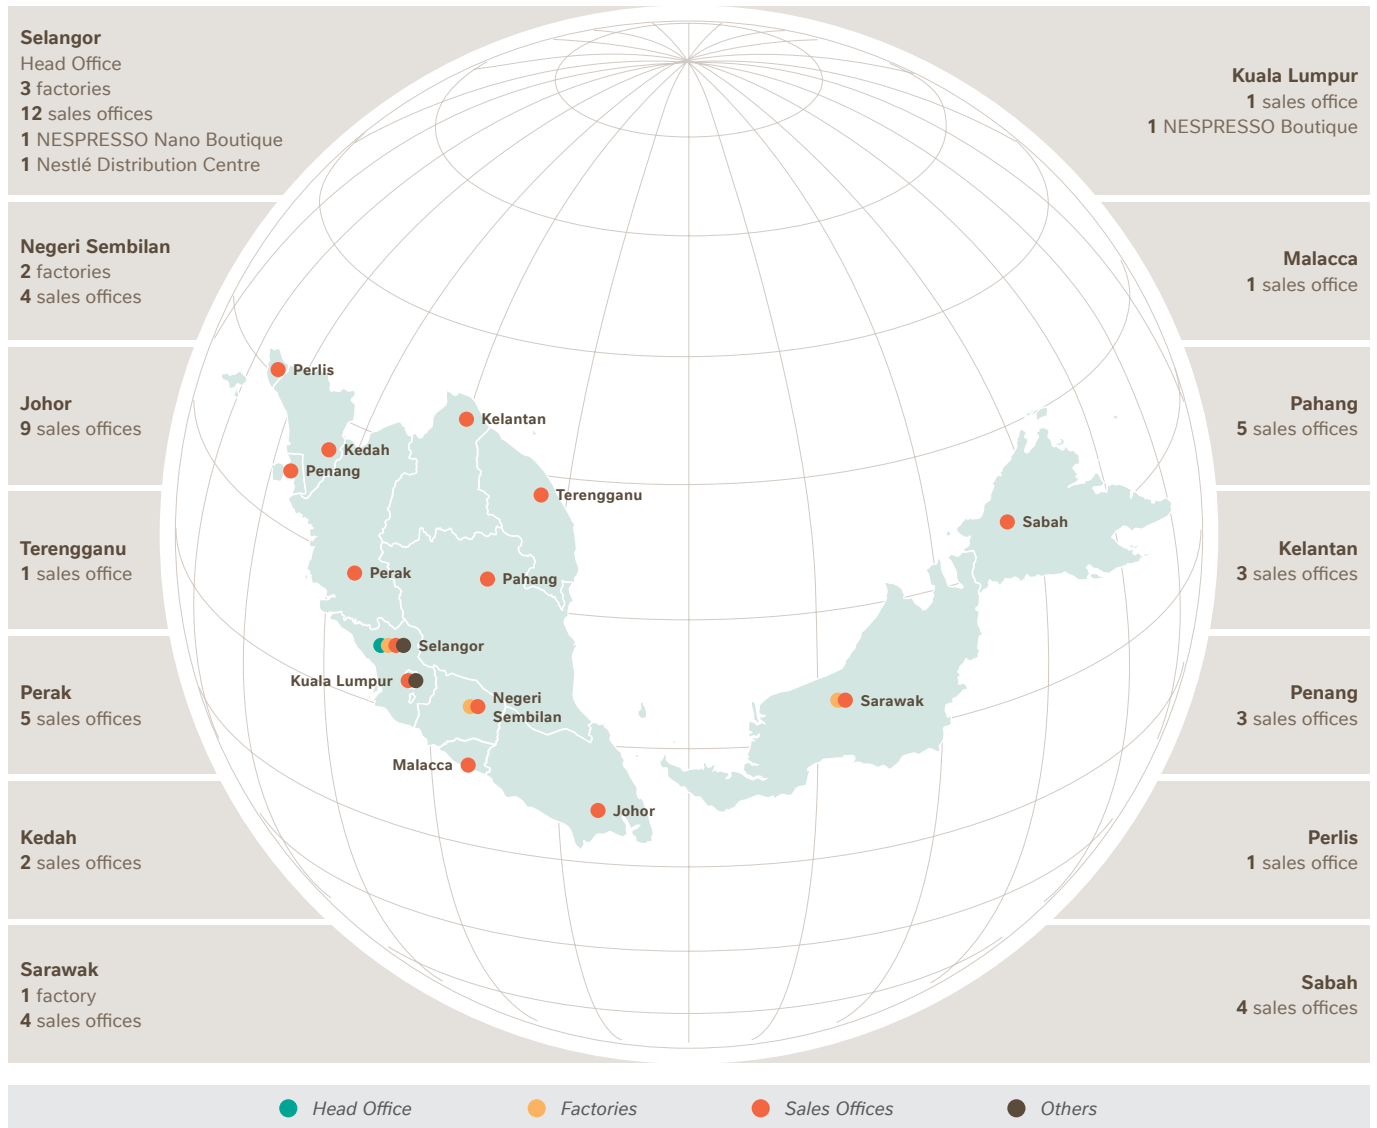 Selangor
Head Office
3 factories
12 sales offices
1 NESPRESSO Nano Boutique
1 Nestlé Distribution Centre
Negeri Sembilan
2 factories
4 sales offices
Johor
9 sales offices
Terengganu
1 sales office
Perak
5 sales offices
Kedah
2 sales offices
Sarawak
1 factory
4 sales offices
Perlis
Kelantan
Kedah
Penang
Terengganu
Sabah
Perak
Pahang
Selangor
Kuala Lumpur
Negeri
Sembilan
Sarawak
Malacca
Johor
Kuala Lumpur
1 sales office
1 NESPRESSO Boutique
Malacca
1 sales office
Pahang
5 sales offices
Kelantan
3 sales offices
Penang
3 sales offices
Perlis
1 sales office
Sabah
4 sales offices
Head Office
Factories
Sales Offices
Others